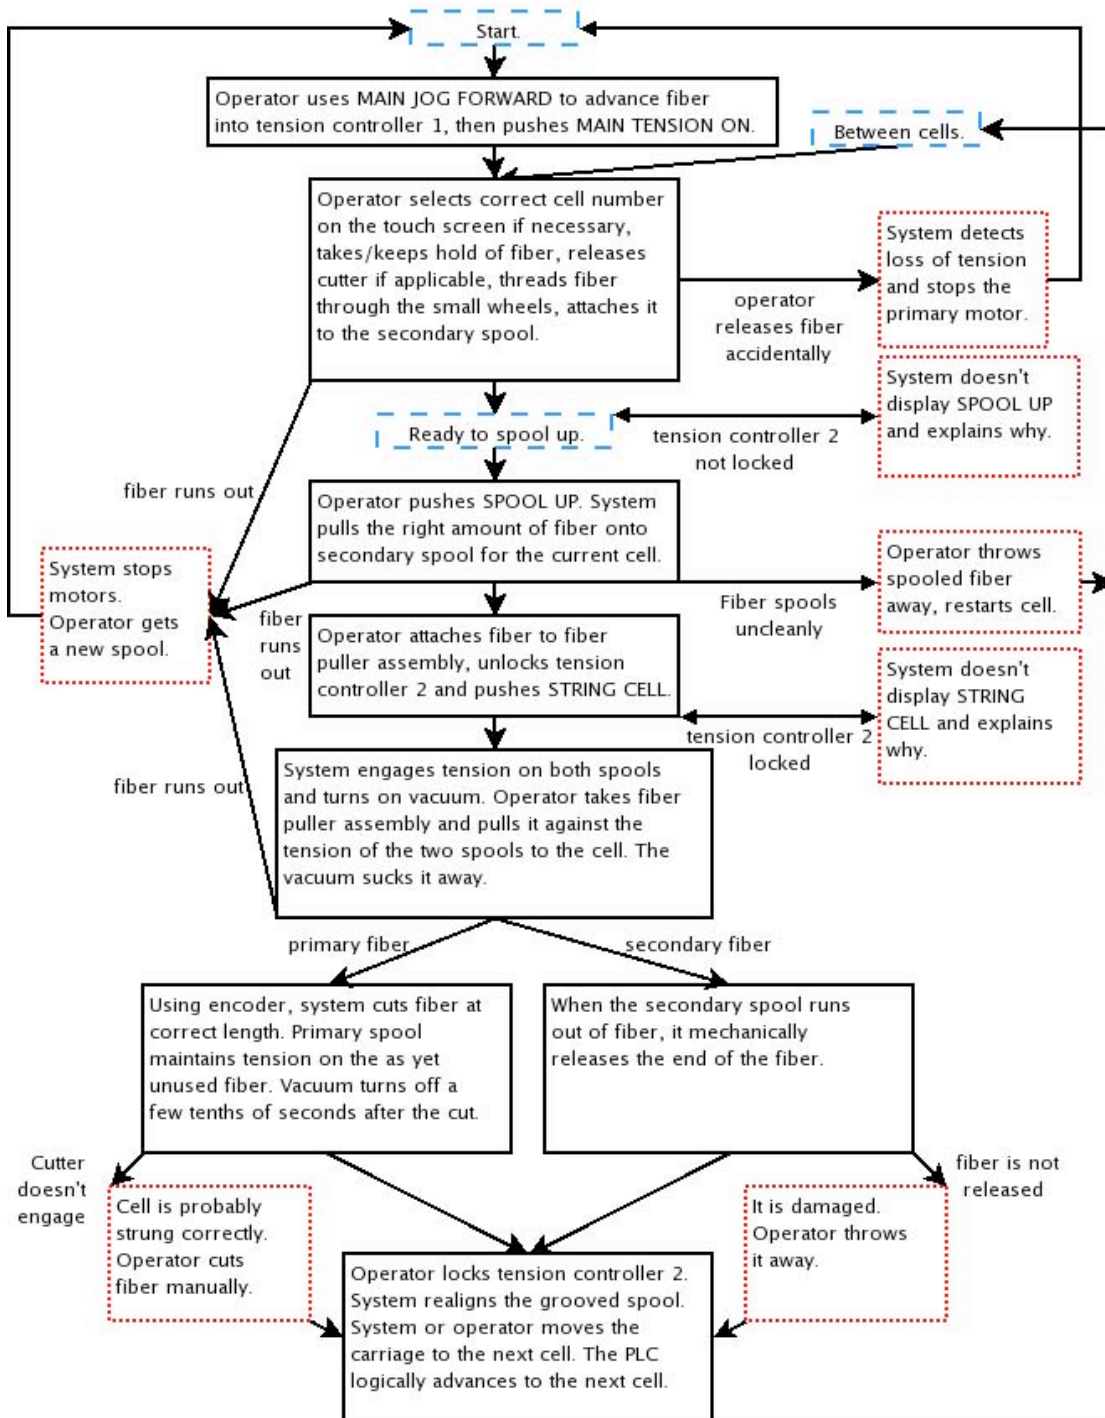 Start.
Operator uses MAIN JOG FORWARD to advance fiber
into tension controller 1, then pushes MAIN TENSION ON.
Between cells.
Operator selects correct cell number
on the touch screen if necessary,
takes/keeps hold of fiber, releases
cutter if applicable, threads fiber
through the small wheels, attaches it
to the secondary spool.
operator
releases fiber
accidentally
System detects
loss of tension
and stops the
primary motor.
Ready to spool up.
tension controller 2
not locked
System doesn't
display SPOOL UP
and explains why.
fiber runs out
Operator pushes SPOOL UP. System
pulls the right amount of fiber onto
secondary spool for the current cell.
System stops
motors.
Operator gets
a new spool.
fiber
runs
out
Fiber spools
uncleanly
Operator throws
spooled fiber
away, restarts cell.
Operator attaches fiber to fiber
puller assembly, unlocks tension
controller 2 and pushes STRING CELL.
tension controller 2
locked
System doesn't
display STRING
CELL and explains
why.
fiber runs out
System engages tension on both spools
and turns on vacuum. Operator takes fiber
puller assembly and pulls it against the
tension of the two spools to the cell. The
vacuum sucks it away.
primary fiber
secondary fiber
Using encoder, system cuts fiber at
correct length. Primary spool
maintains tension on the as yet
unused fiber. Vacuum turns off a
few tenths of seconds after the cut.
When the secondary spool runs
out of fiber, it mechanically
releases the end of the fiber.
Cutter
doesn't
engage
Cell is probably
strung correctly.
Operator cuts
fiber manually.
fiber is not
released
It is damaged.
Operator throws
it away.
Operator locks tension controller 2.
System realigns the grooved spool.
System or operator moves the
carriage to the next cell. The PLC
logically advances to the next cell.